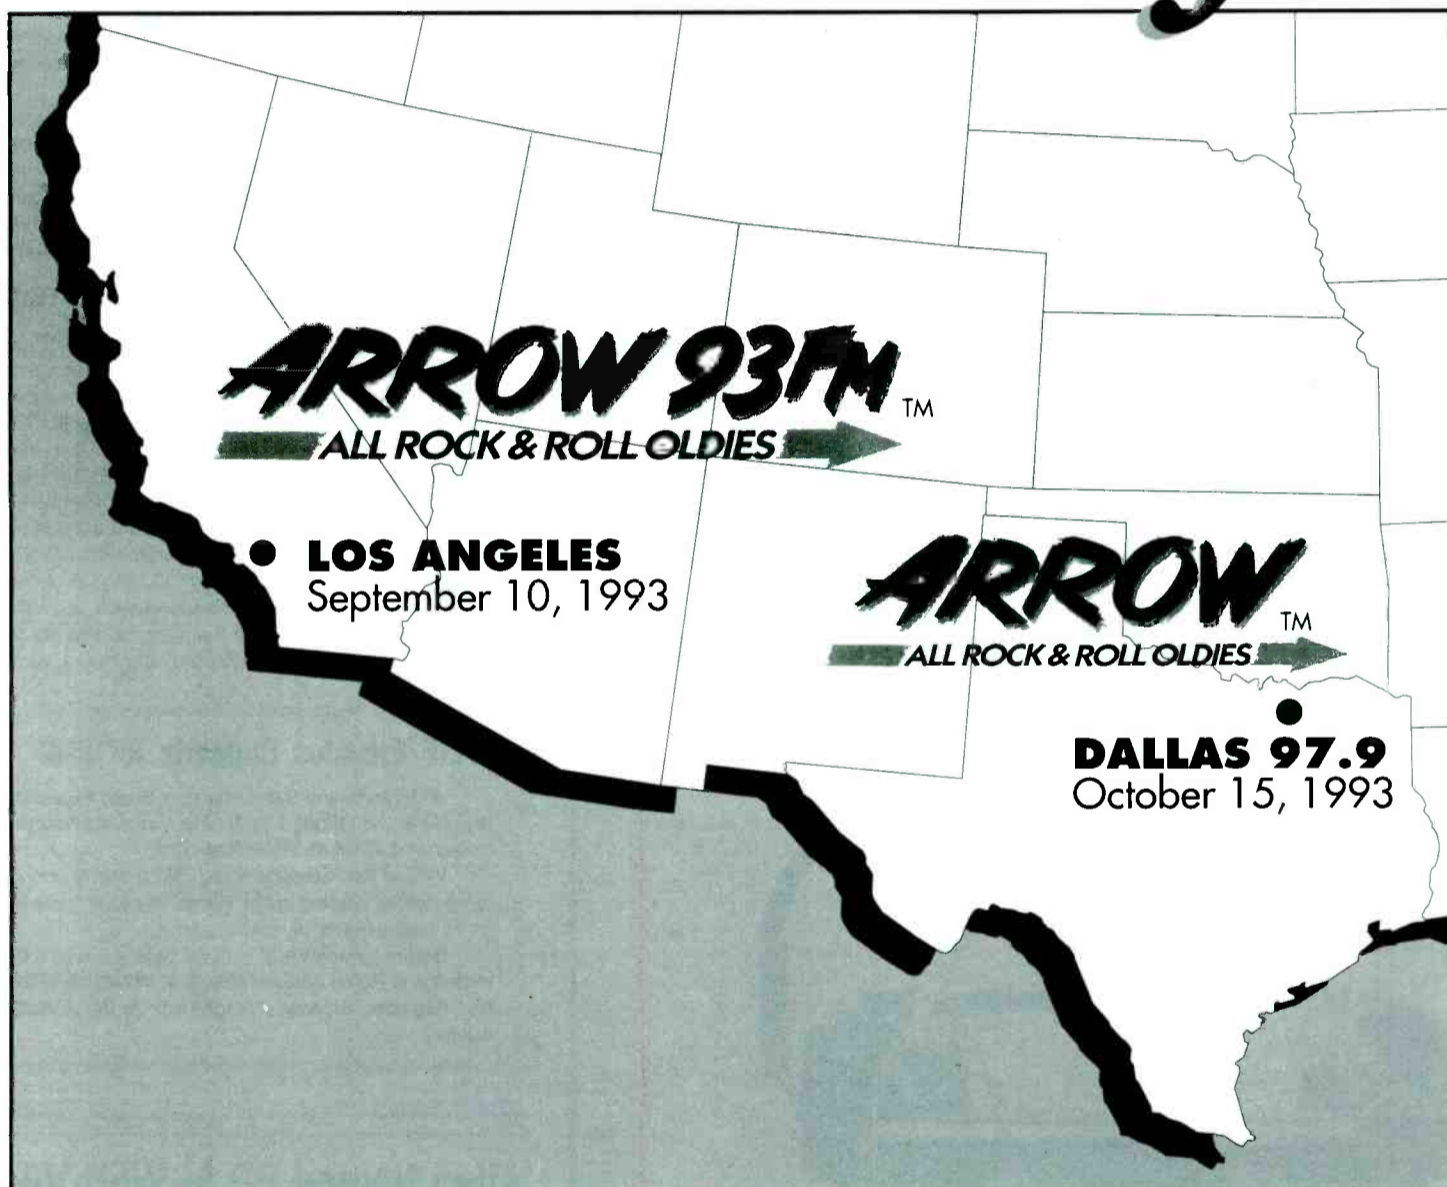 ARROW 93FM TM
ALL ROCK & ROLL OLDIES
LOS ANGELES
September 10, 1993
ARROW TM
ALL ROCK & ROLL OLDIES
DALLAS 97.9
October 15, 1993